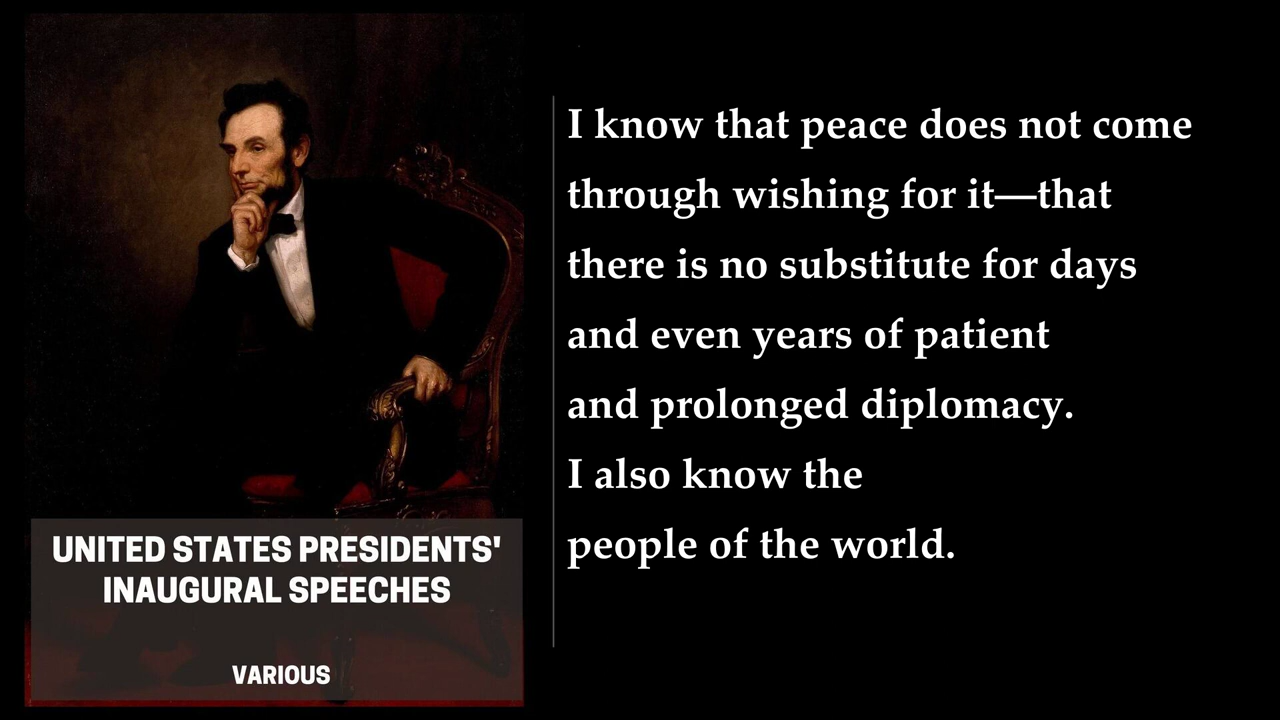 UNITED STATES PRESIDENTS'
INAUGURAL SPEECHES
VARIOUS
I know that peace does not come
through wishing for it—that
there is no substitute for days
and even years of patient
and prolonged diplomacy.
I also know the
people of the world.